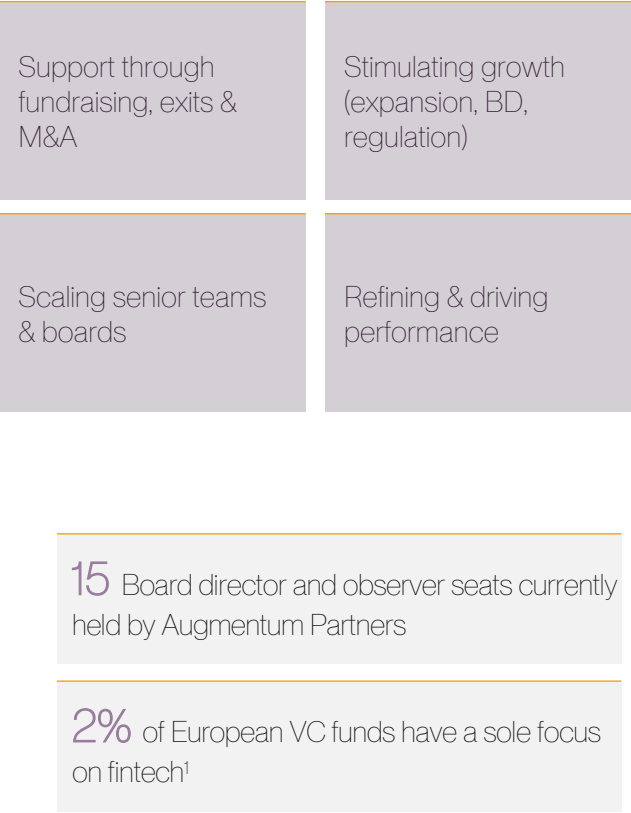 Support through
fundraising, exits &
M&A
Stimulating growth
(expansion, BD,
regulation)
Scaling senior teams
& boards
Refining & driving
performance
15 Board director and observer seats currently
held by Augmentum Partners
2% of European VC funds have a sole focus
on fintech¹